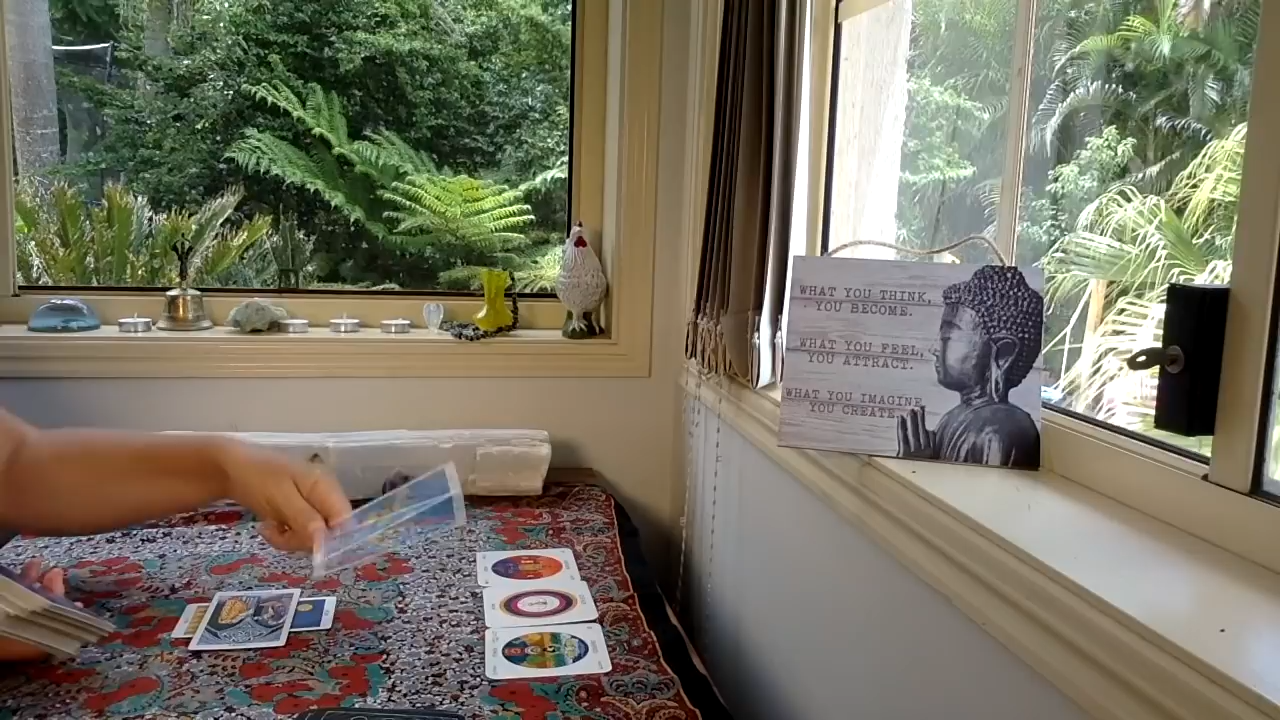 WHAT YOU THINK,
YOU BECOME.
WHAT YOU FEEL,
YOU ATTRACT.
WHAT YOU IMAGINE
YOU CREATE.